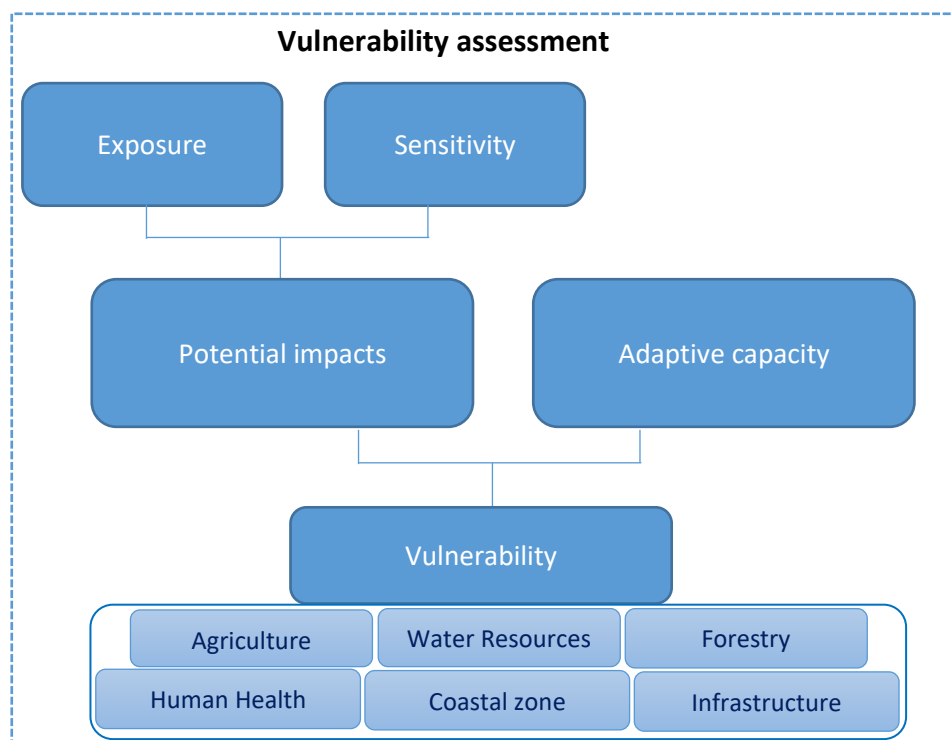 Vulnerability assessment
Exposure
Sensitivity
Potential impacts
Adaptive capacity
Vulnerability
Agriculture
Water Resources
Forestry
Human Health
Coastal zone
Infrastructure